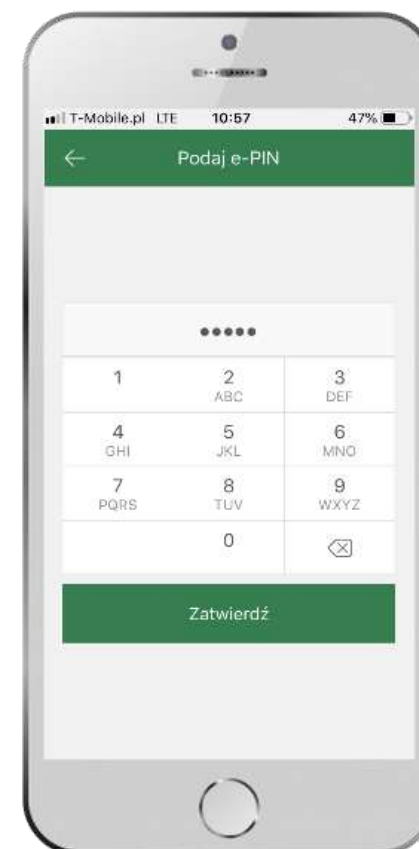 T-Mobile.pl LTE 10:57 47%
Podaj e-PIN
•••••
1 2 3
ABC DEF
4 5 6
GHI JKL MNO
7 8 9
PQRS TUV WXYZ
0
Zatwierdź